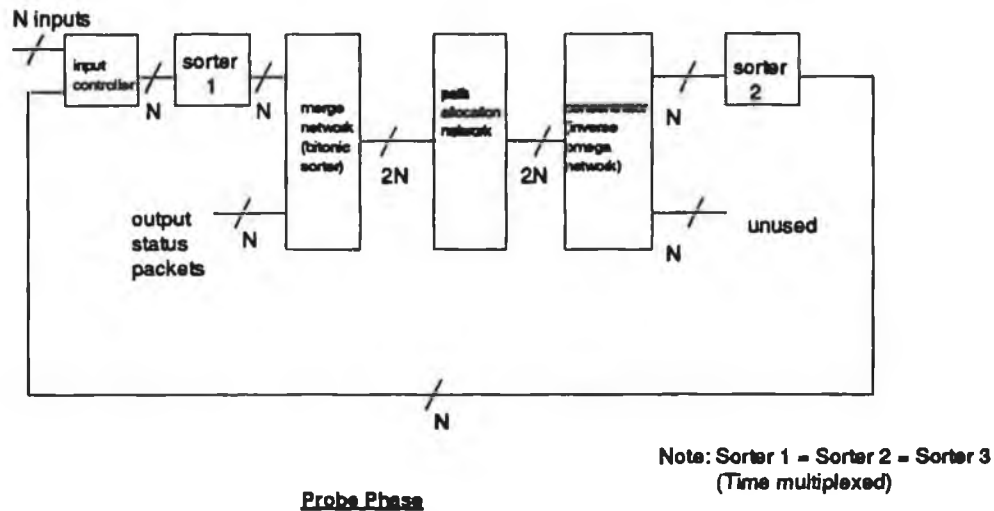 N inputs
input
controller
N
sorter
1
N
merge
network
(bitonic
sorter)
output
status
packets
N
2N
path
allocation
network
2N
concentrator
(inverse
omega
network)
N
sorter
2
N
unused
N
Note: Sorter 1 = Sorter 2 = Sorter 3
(Time multiplexed)
Probe Phase